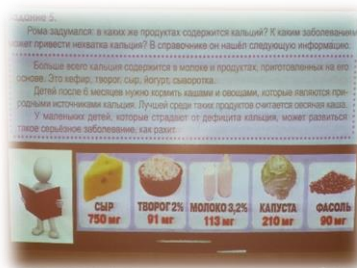 Задание 5.
Рома задумался: в каких же продуктах содержится кальций? К каким заболеваниям
может привести нехватка кальция? В справочнике он нашёл следующую информацию.
Больше всего кальция содержится в молоке и продуктах, приготовленных на его
основе. Это кефир, творог, сыр, йогурт, сыворотка.
Детей после 6 месяцев нужно кормить кашами и овощами, которые являются при-
родными источниками кальция. Лучшей среди таких продуктов считается овсяная каша.
У маленьких детей, которые страдают от дефицита кальция, может развиться
такое серьёзное заболевание, как рахит.
СЫР ТВОРОГ 2% МОЛОКО 3,2% КАПУСТА ФАСОЛЬ
750 мг 91 мг 113 мг 210 мг 90 мг